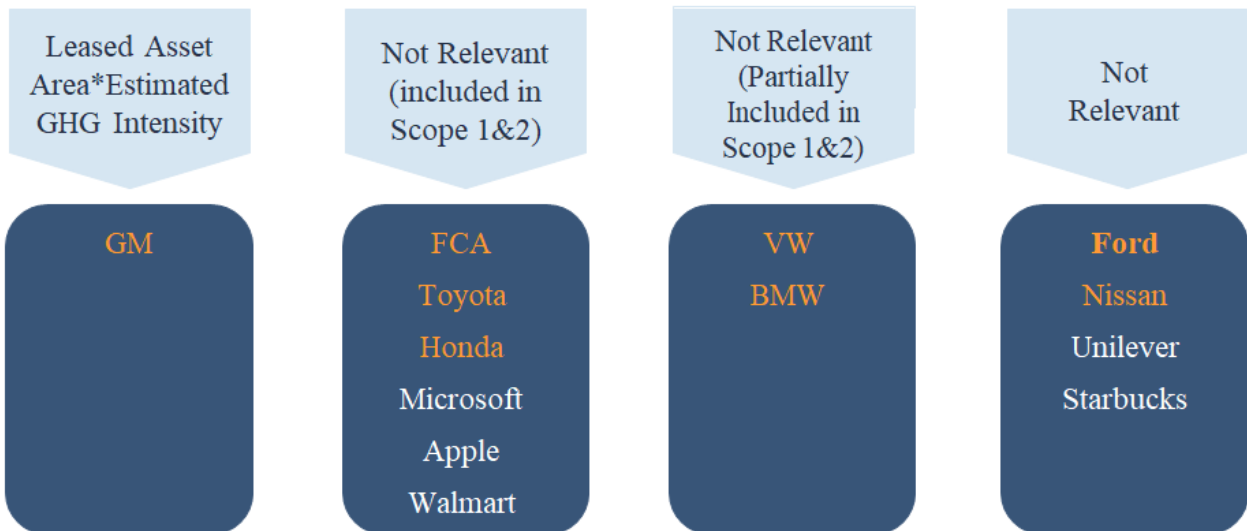 Leased Asset
Area*Estimated
GHG Intensity
Not Relevant
(included in
Scope 1&2)
Not Relevant
(Partially
Included in
Scope 1&2)
Not
Relevant
GM
FCA
Toyota
Honda
Microsoft
Apple
Walmart
VW
BMW
Ford
Nissan
Unilever
Starbucks